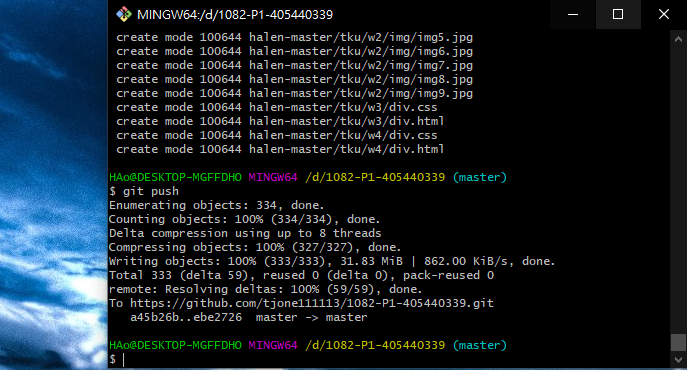 MINGW64:/d/1082-P1-405440339
create mode 100644 halen-master/tku/w2/img/img5.jpg
create mode 100644 halen-master/tku/w2/img/img6.jpg
create mode 100644 halen-master/tku/w2/img/img7.jpg
create mode 100644 halen-master/tku/w2/img/img8.jpg
create mode 100644 halen-master/tku/w2/img/img9.jpg
create mode 100644 halen-master/tku/w3/div.css
create mode 100644 halen-master/tku/w3/div.html
create mode 100644 halen-master/tku/w4/div.css
create mode 100644 halen-master/tku/w4/div.html
HAo@DESKTOP-MGFFDHO MINGW64 /d/1082-P1-405440339 (master)
$ git push
Enumerating objects: 334, done.
Counting objects: 100% (334/334), done.
Delta compression using up to 8 threads
Compressing objects: 100% (327/327), done.
Writing objects: 100% (333/333), 31.83 MiB | 862.00 KiB/s, done.
Total 333 (delta 59), reused 0 (delta 0), pack-reused 0
remote: Resolving deltas: 100% (59/59), done.
To https://github.com/tjone111113/1082-P1-405440339.git
a45b26b..ebe2726  master -> master
HAo@DESKTOP-MGFFDHO MINGW64 /d/1082-P1-405440339 (master)
$